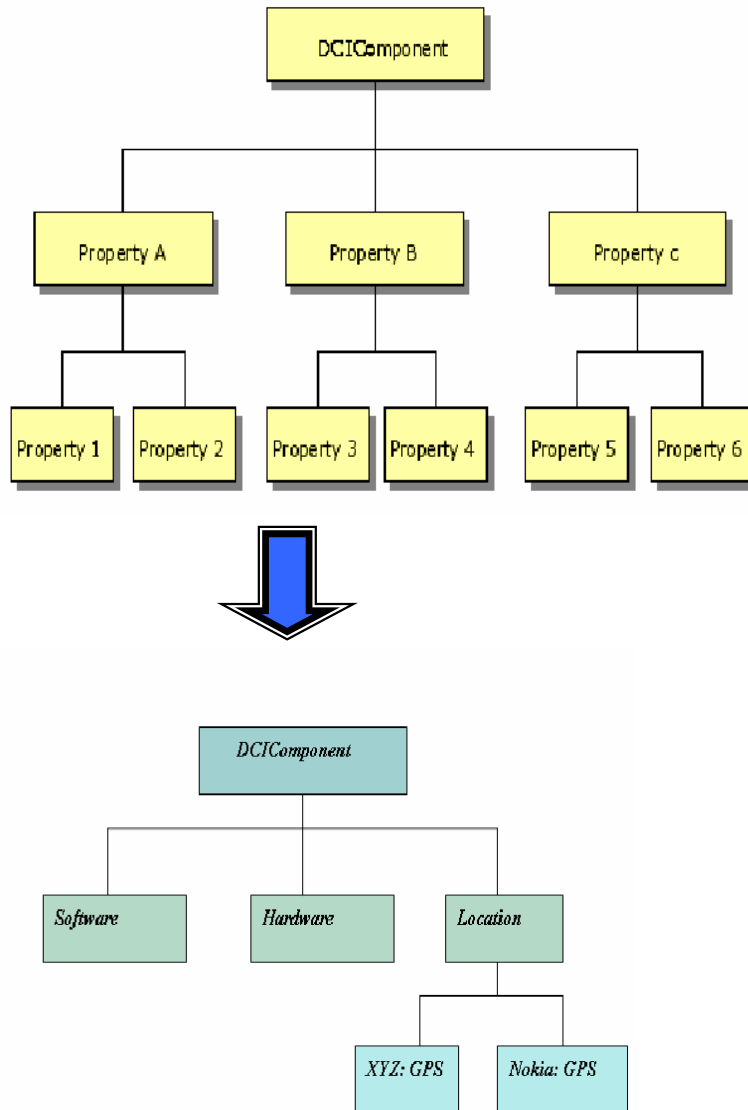 DCIComponent
Property A
Property B
Property c
Property 1
Property 2
Property 3
Property 4
Property 5
Property 6
DCIComponent
Software
Hardware
Location
XYZ: GPS
Nokia: GPS